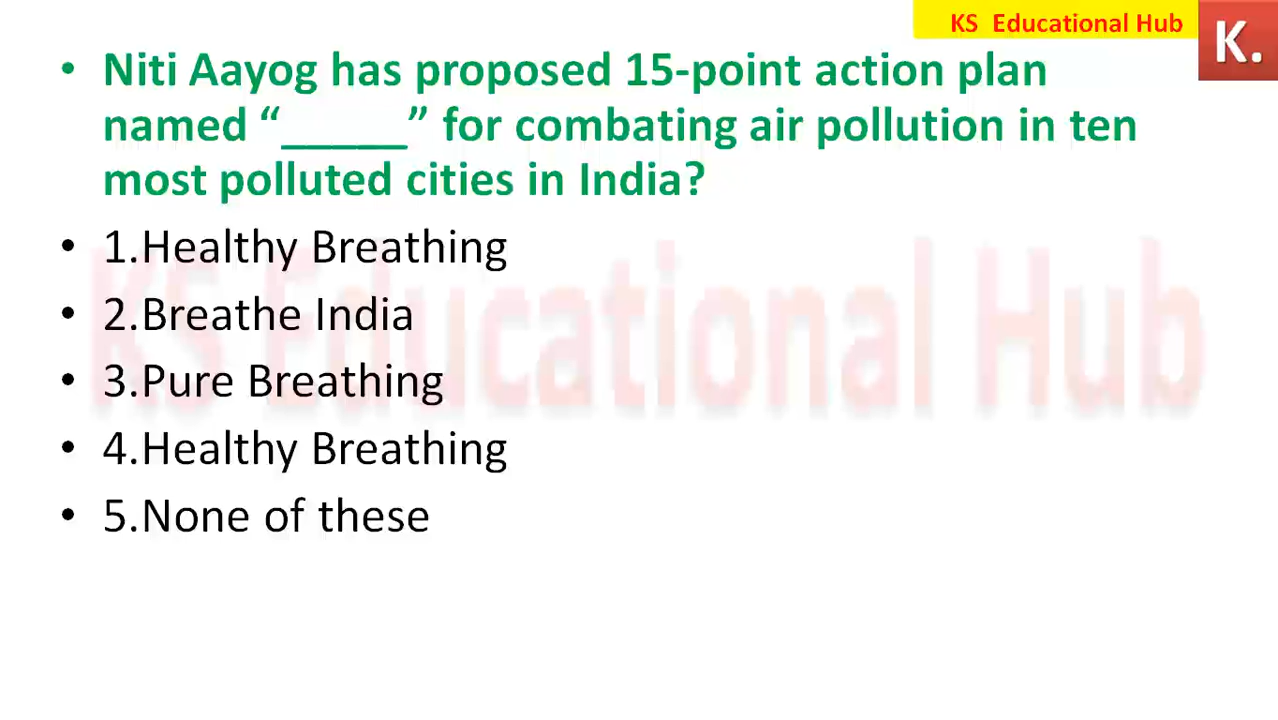 KS Educational Hub
K.
• Niti Aayog has proposed 15-point action plan
named “_____” for combating air pollution in ten
most polluted cities in India?
• 1.Healthy Breathing
• 2.Breathe India
• 3.Pure Breathing
• 4.Healthy Breathing
• 5.None of these
KS Educational Hub